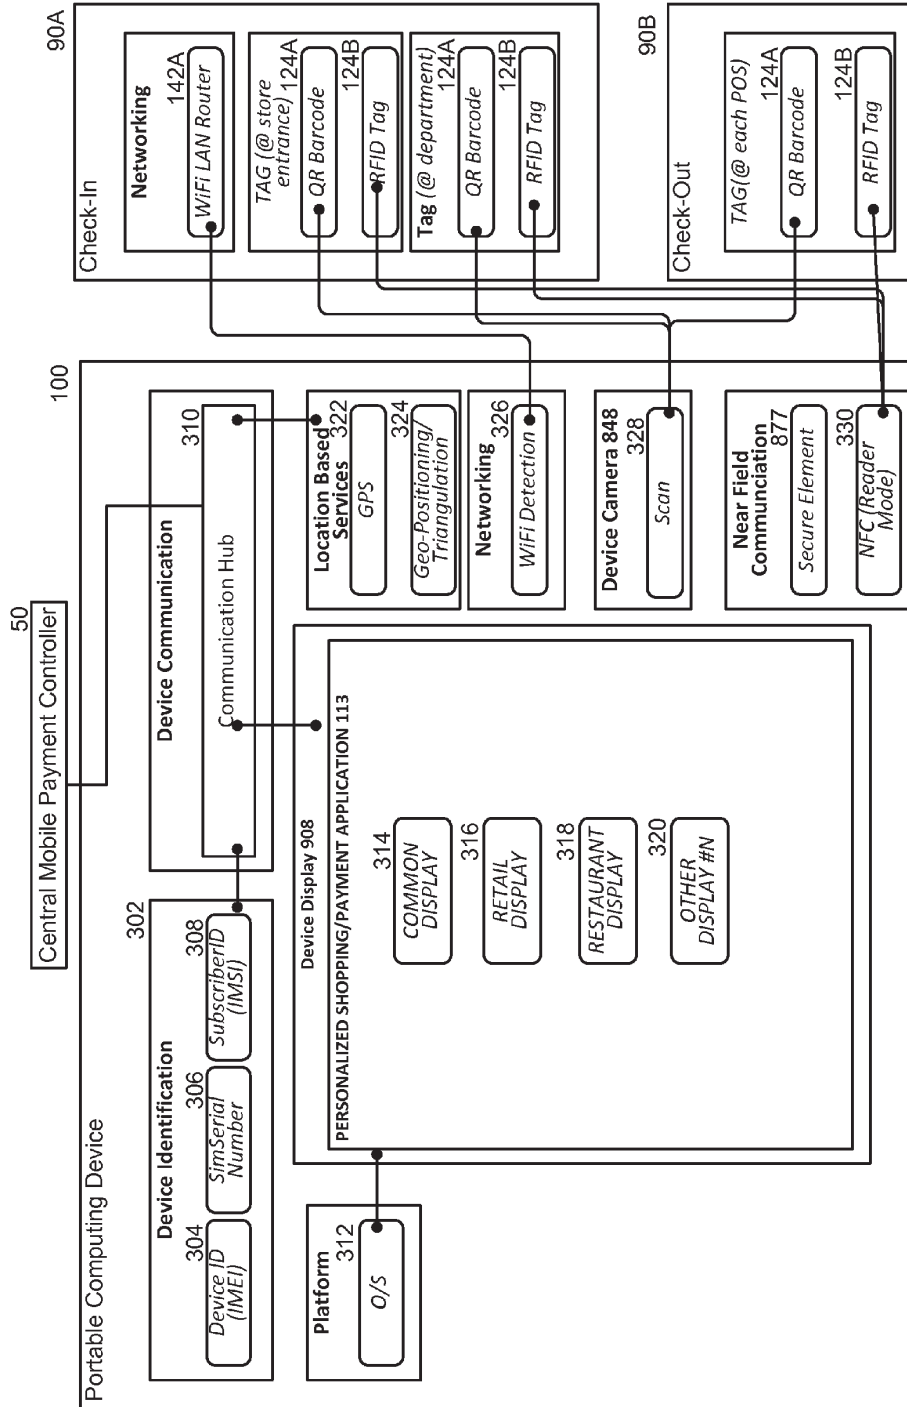 50
Central Mobile Payment Controller
Portable Computing Device
100
302
Device Identification
304
Device ID
(IMEI)
306
SimSerial
Number
308
SubscriberID
(IMSI)
Device Communication
310
Communication Hub
Platform
312
O/S
Device Display 908
PERSONALIZED SHOPPING/PAYMENT APPLICATION 113
314
COMMON
DISPLAY
316
RETAIL
DISPLAY
318
RESTAURANT
DISPLAY
320
OTHER
DISPLAY #N
Location Based
Services
322
GPS
324
Geo-Positioning/
Triangulation
Networking
326
WiFi Detection
Device Camera 848
328
Scan
Near Field
Communciation
877
Secure Element
330
NFC (Reader
Mode)
90A
Check-In
Networking
142A
WiFi LAN Router
TAG (@ store
entrance)
124A
QR Barcode
124B
RFID Tag
Tag (@ department)
124A
QR Barcode
124B
RFID Tag
90B
Check-Out
TAG(@ each POS)
124A
QR Barcode
124B
RFID Tag